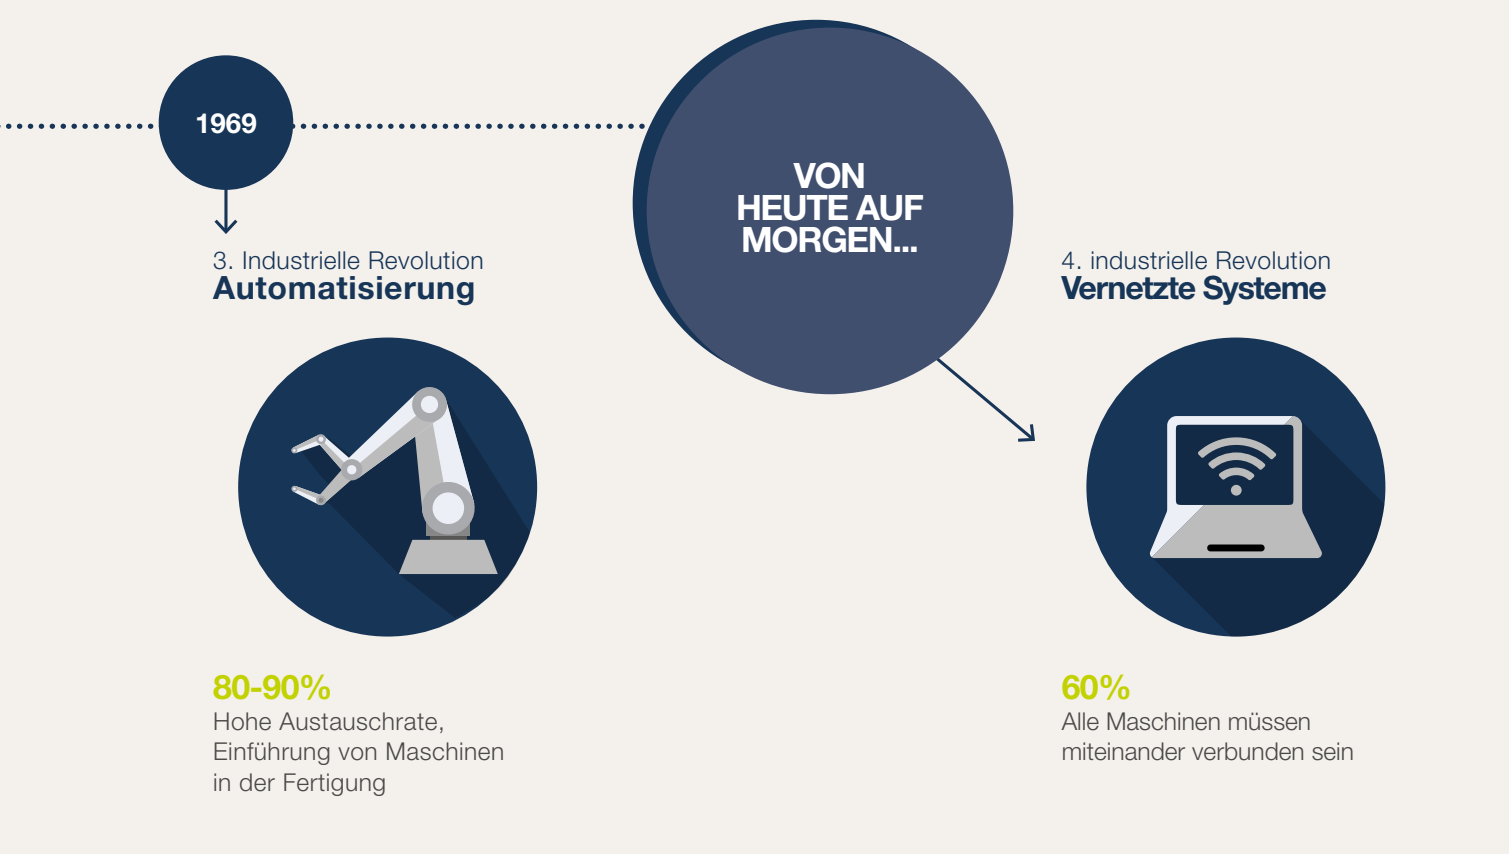 1969
3. Industrielle Revolution
Automatisierung
80-90%
Hohe Austauschrate,
Einführung von Maschinen
in der Fertigung
VON
HEUTE AUF
MORGEN...
4. industrielle Revolution
Vernetzte Systeme
60%
Alle Maschinen müssen
miteinander verbunden sein